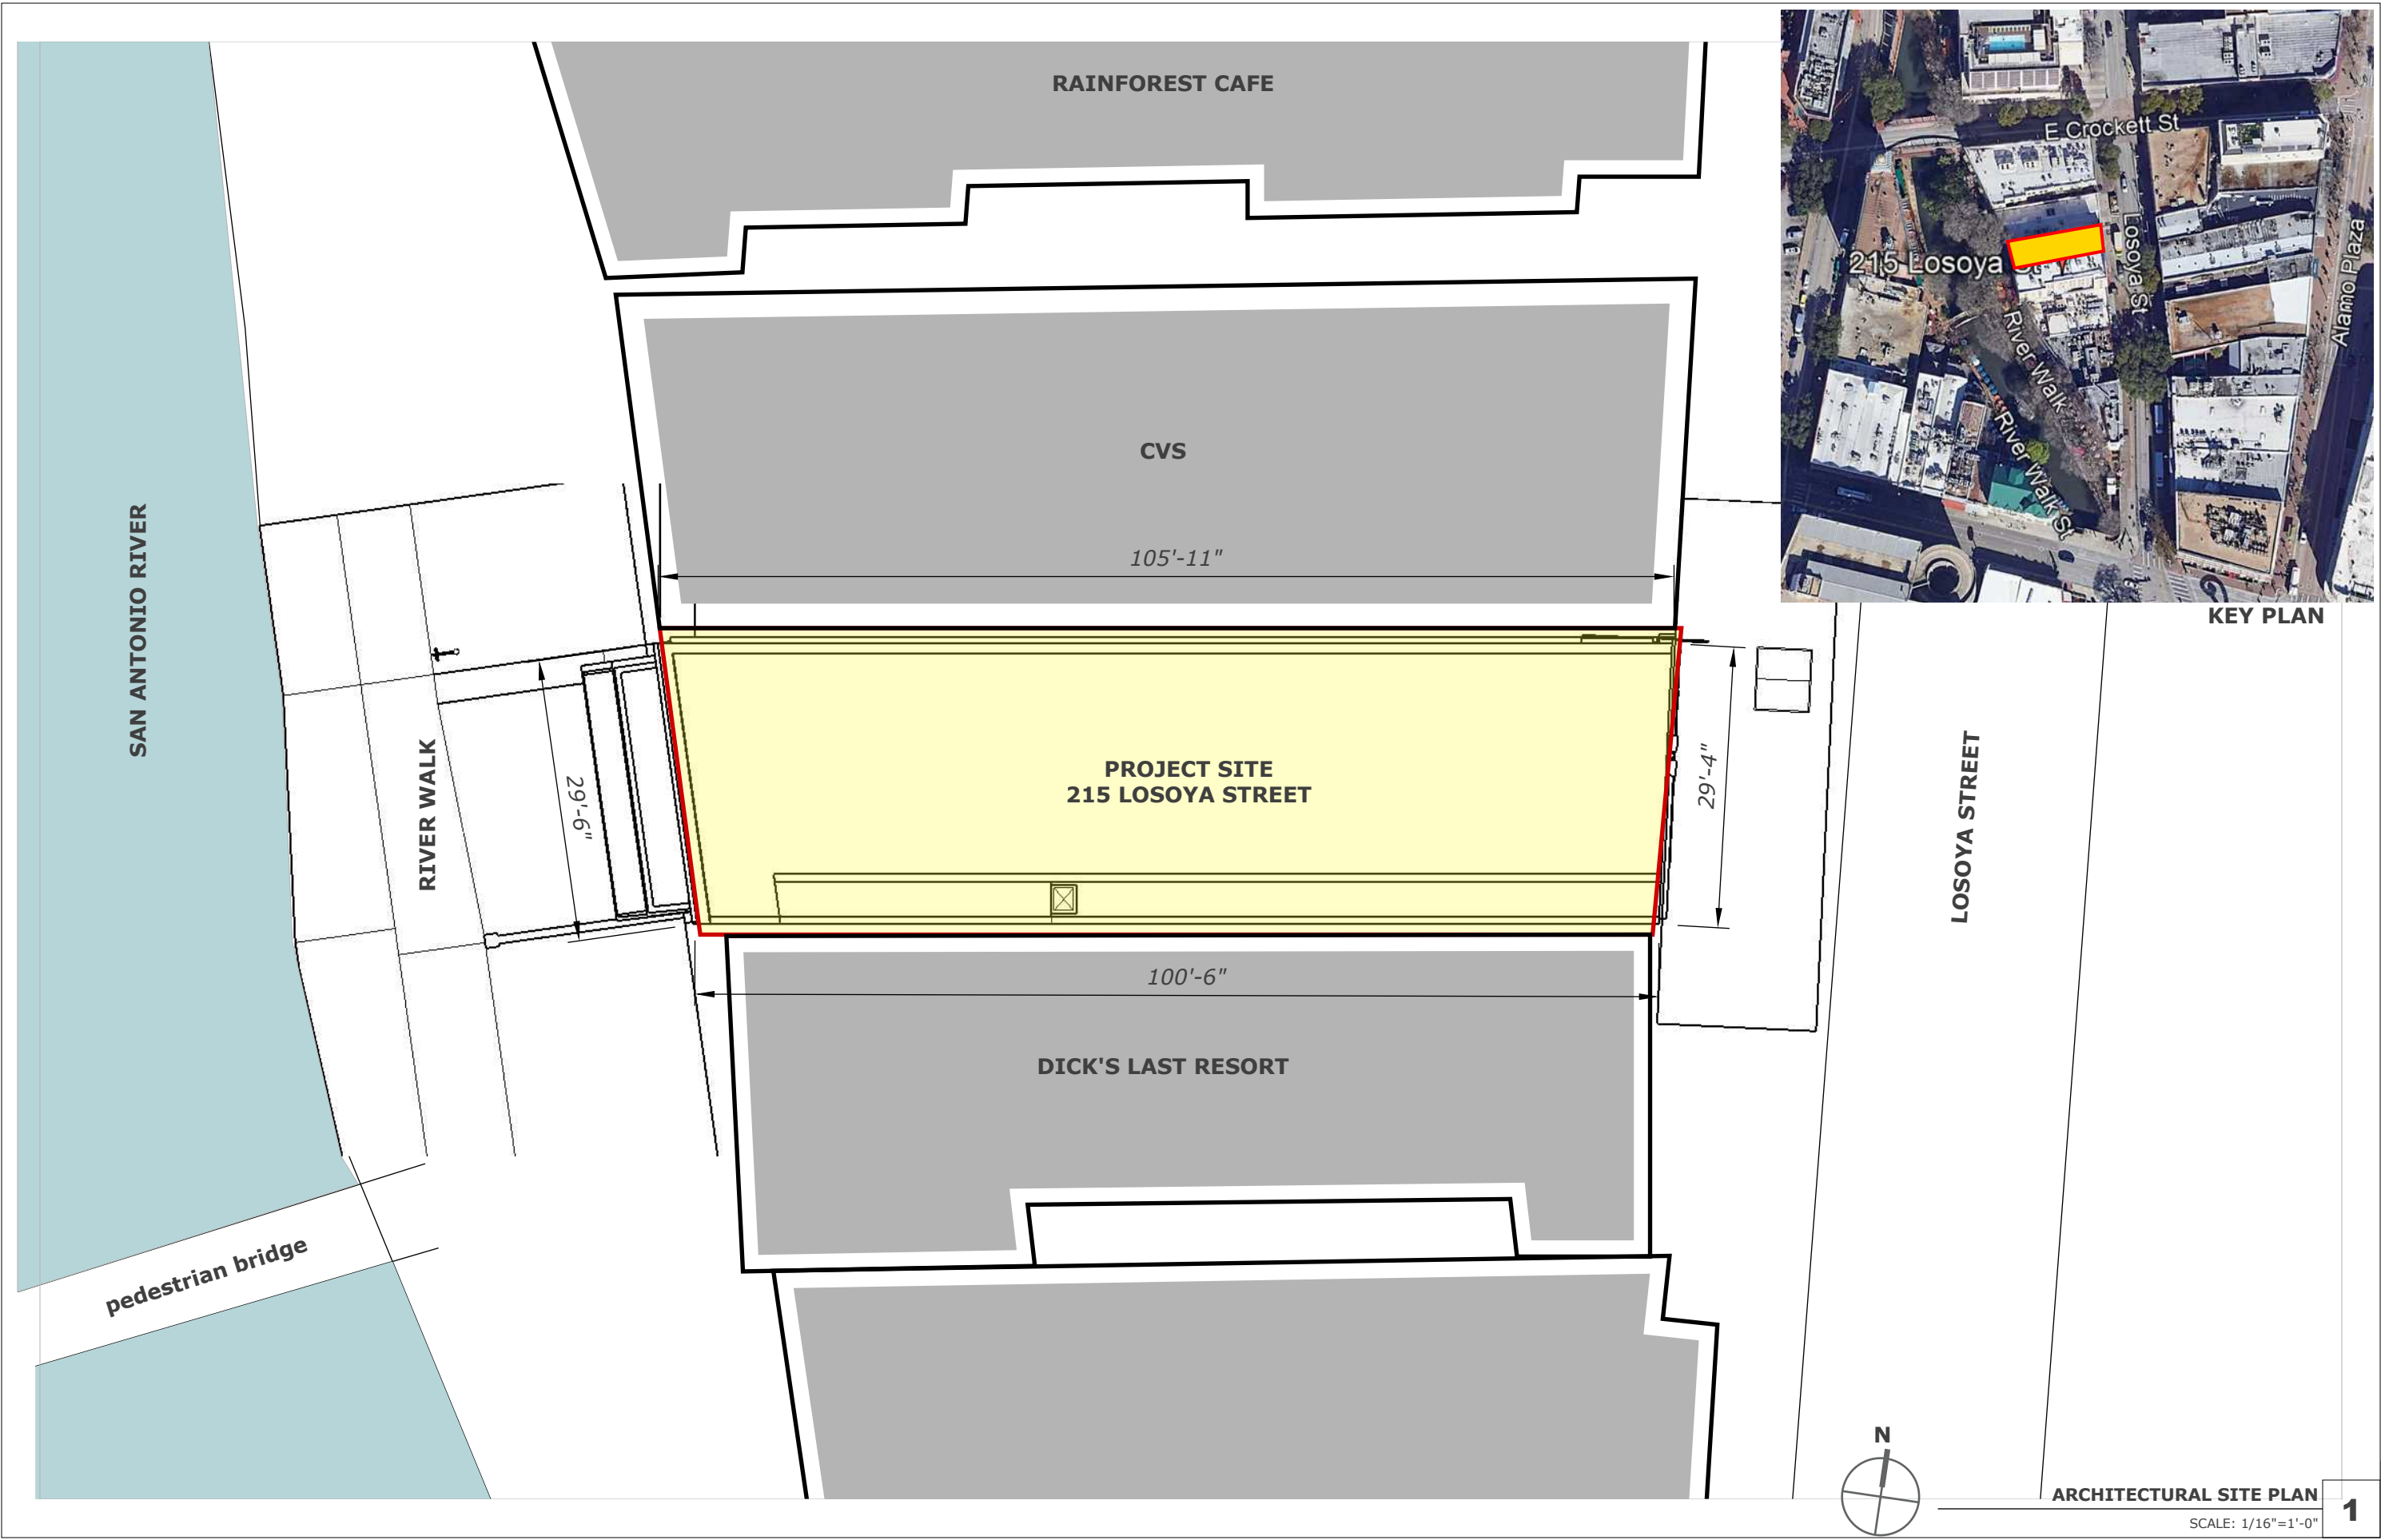 RAINFOREST CAFE
E Crockett St
Losoya St
215 Losoya
Alamo Plaza
River Walk
River Walk St
KEY PLAN
CVS
105'-11"
SAN ANTONIO RIVER
RIVER WALK
29'-6"
PROJECT SITE
215 LOSOYA STREET
29'-4"
LOSOYA STREET
100'-6"
DICK'S LAST RESORT
pedestrian bridge
N
ARCHITECTURAL SITE PLAN
SCALE: 1/16"=1'-0"
1